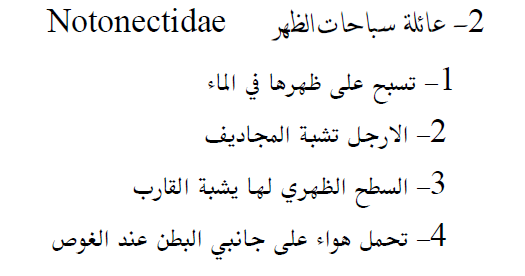 2– عائلة سباحات الظهر Notonectidae
1– تسبح على ظهرها في الماء
2– الارجل تشبة المجاديف
3– السطح الظهري لها يشبة القارب
4– تحمل هواء على جانبي البطن عند الغوص